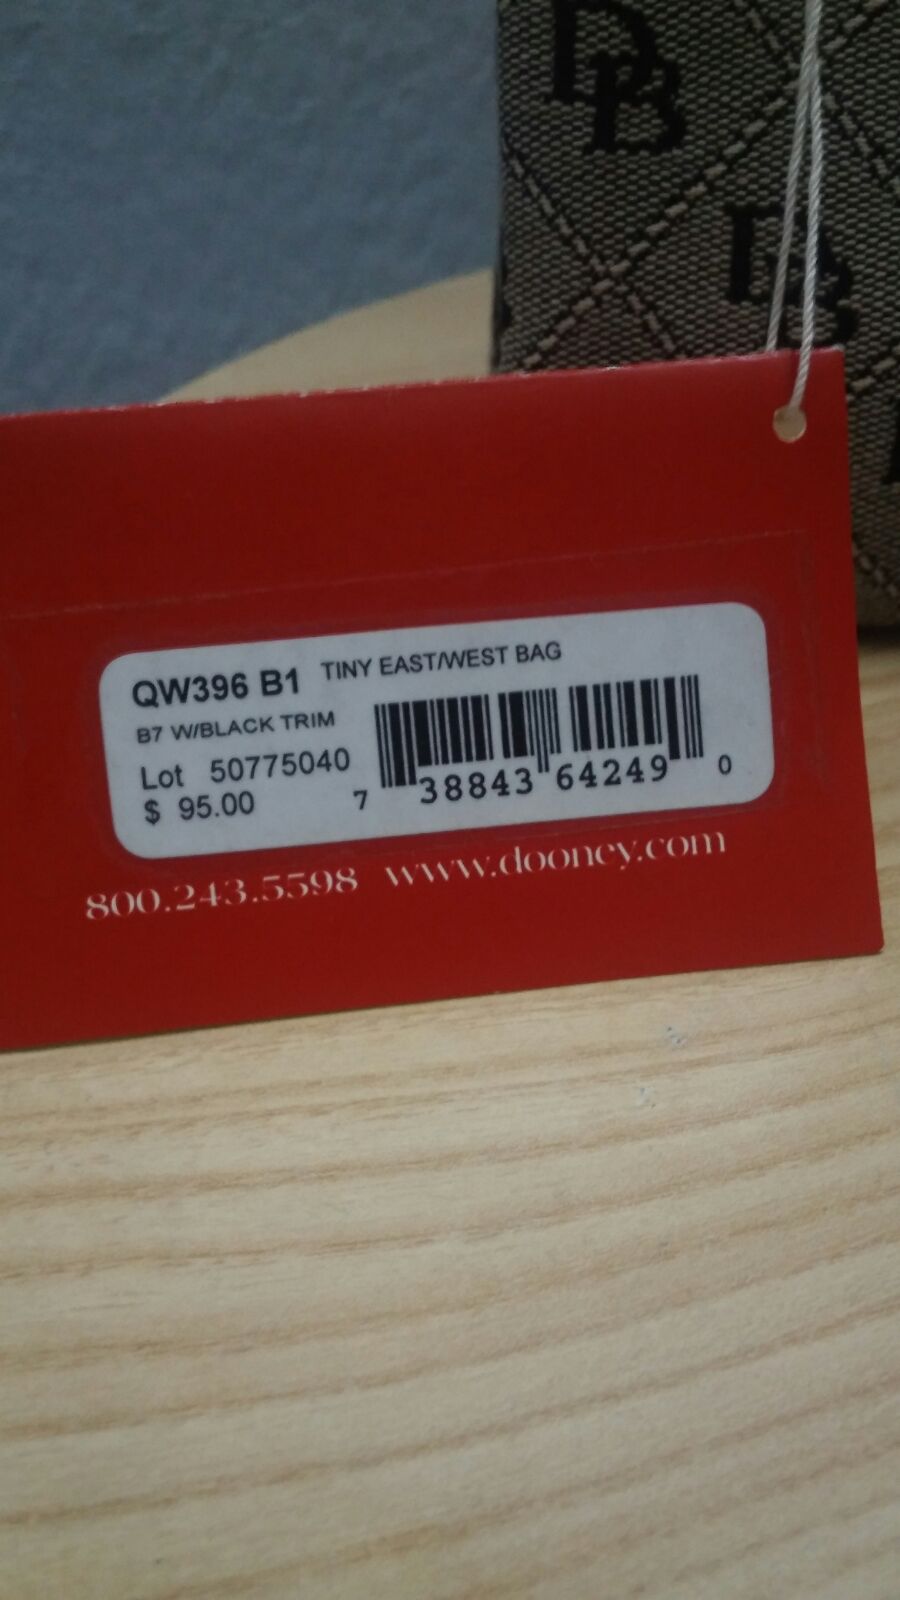 DB
DB
QW396 B1 TINY EAST/WEST BAG
B7 W/BLACK TRIM
Lot 50775040
$ 95.00
7 38843 64249 0
800.243.5598 www.dooney.com